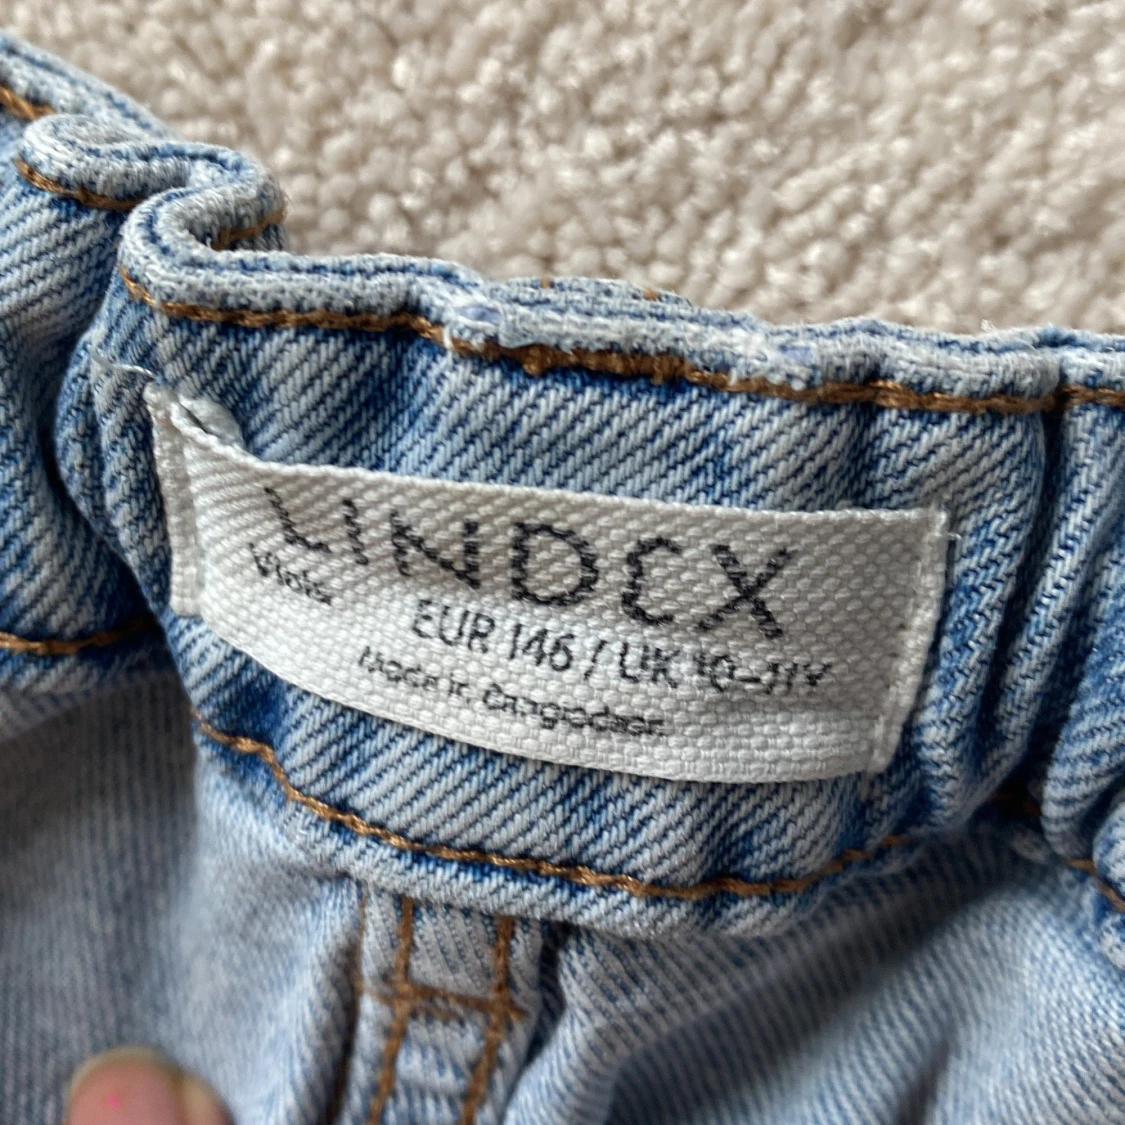 LINDEX
EUR 146 / UK 10-11Y
Made in Bangladesh